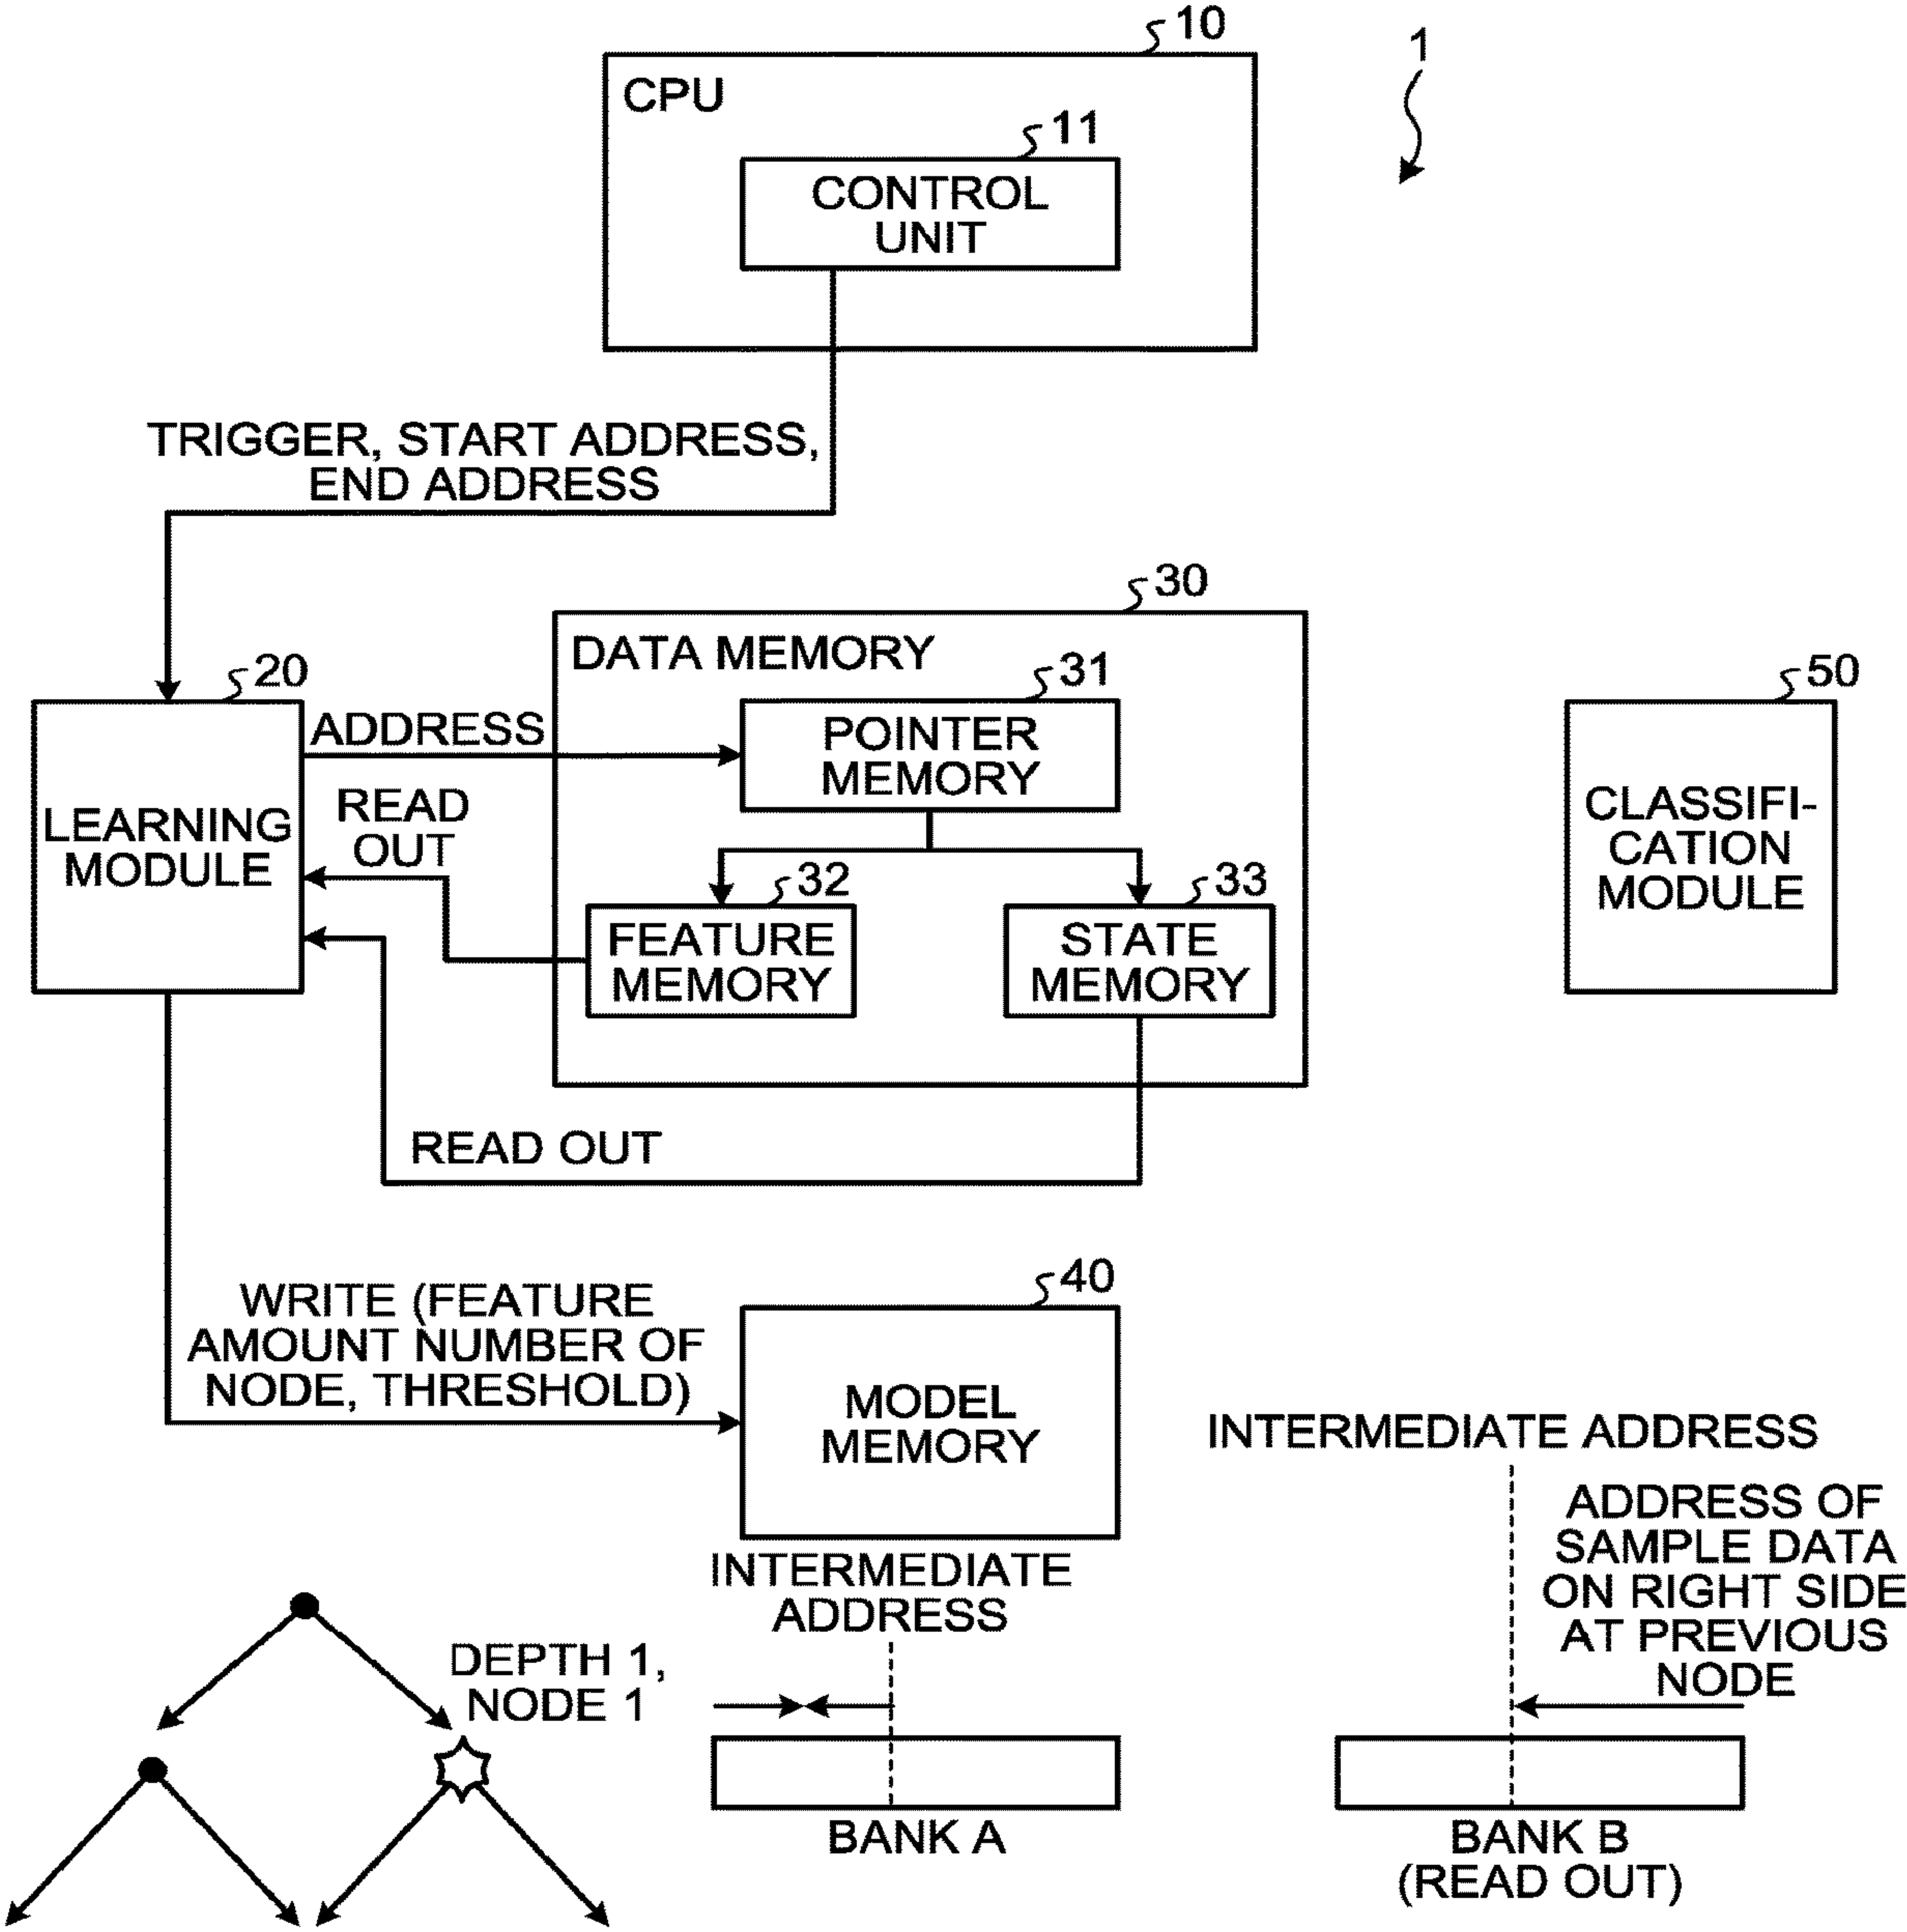 10
1
CPU
11
CONTROL
UNIT
TRIGGER, START ADDRESS,
END ADDRESS
30
DATA MEMORY
20
31
50
ADDRESS
POINTER
MEMORY
READ
OUT
LEARNING
MODULE
CLASSIFI-
CATION
MODULE
32
33
FEATURE
MEMORY
STATE
MEMORY
READ OUT
40
WRITE (FEATURE
AMOUNT NUMBER OF
NODE, THRESHOLD)
MODEL
MEMORY
INTERMEDIATE ADDRESS
ADDRESS OF
SAMPLE DATA
ON RIGHT SIDE
AT PREVIOUS
NODE
INTERMEDIATE
ADDRESS
DEPTH 1,
NODE 1
BANK A
BANK B
(READ OUT)